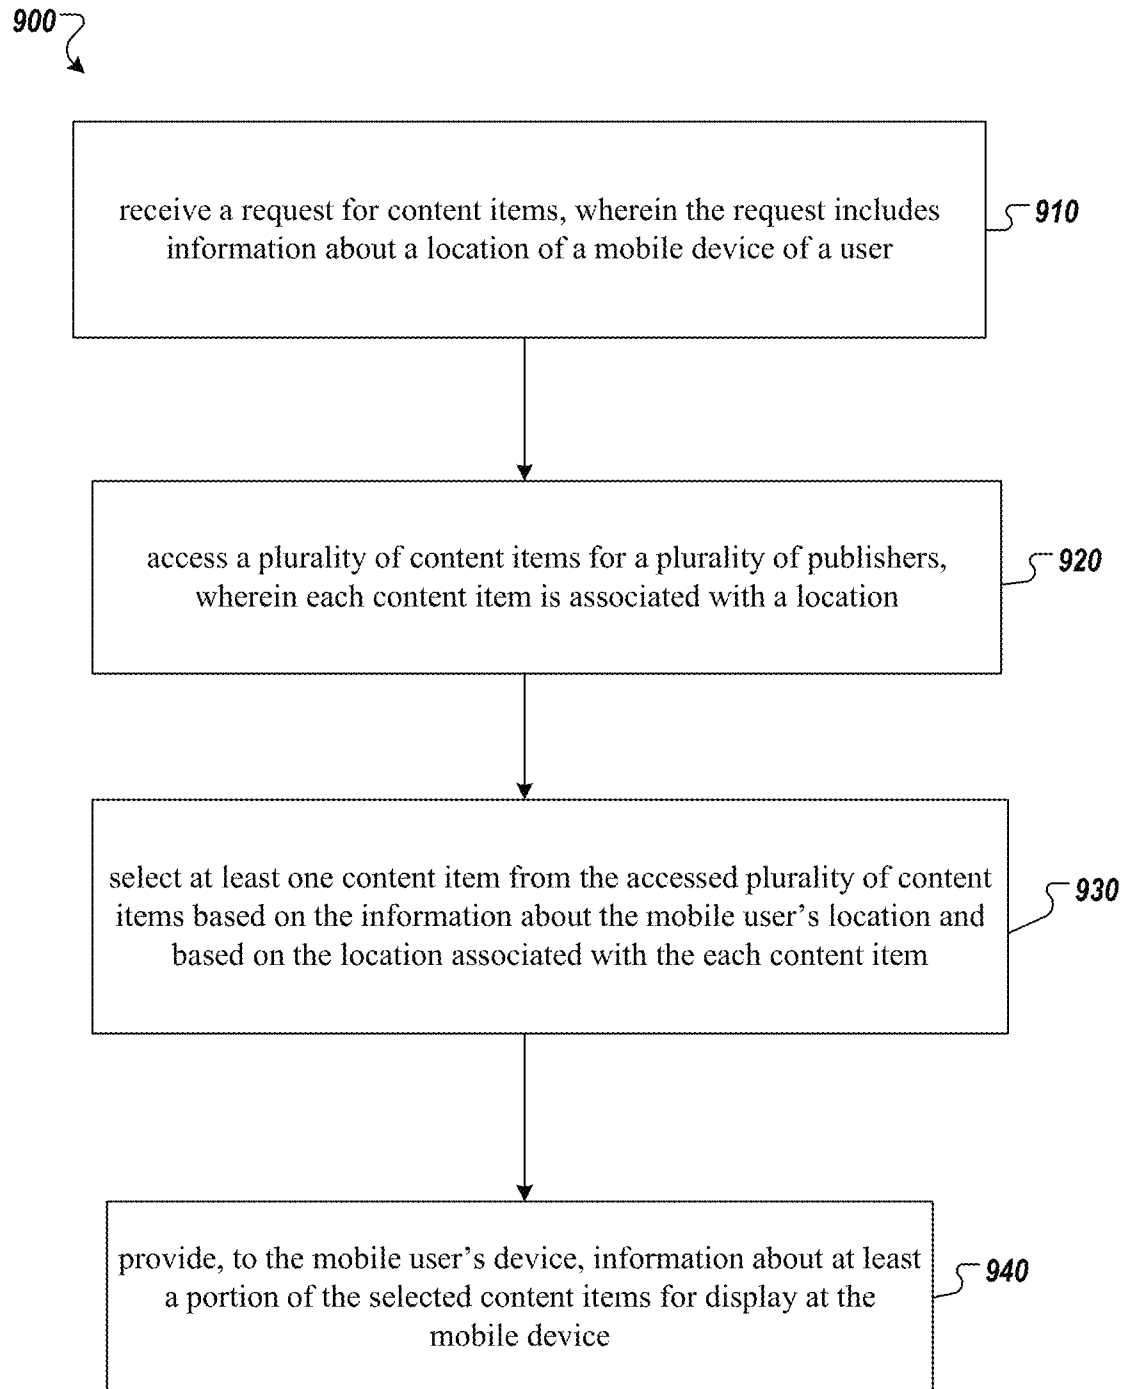 900
receive a request for content items, wherein the request includes
information about a location of a mobile device of a user
910
access a plurality of content items for a plurality of publishers,
wherein each content item is associated with a location
920
select at least one content item from the accessed plurality of content
items based on the information about the mobile user's location and
based on the location associated with the each content item
930
provide, to the mobile user's device, information about at least
a portion of the selected content items for display at the
mobile device
940